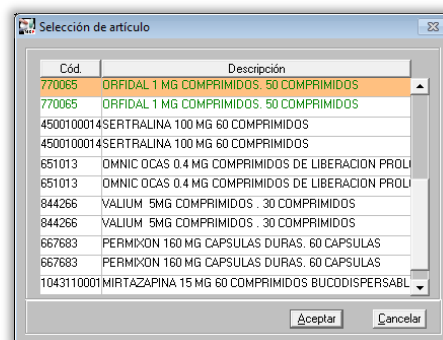 Selección de artículo
Cód. Descripción
770065 ORFIDAL 1 MG COMPRIMIDOS. 50 COMPRIMIDOS
770065 ORFIDAL 1 MG COMPRIMIDOS. 50 COMPRIMIDOS
4500100014 SERTRALINA 100 MG 60 COMPRIMIDOS
4500100014 SERTRALINA 100 MG 60 COMPRIMIDOS
651013 OMNIC OCAS 0.4 MG COMPRIMIDOS DE LIBERACION PROL
651013 OMNIC OCAS 0.4 MG COMPRIMIDOS DE LIBERACION PROL
844266 VALIUM 5MG COMPRIMIDOS . 30 COMPRIMIDOS
844266 VALIUM 5MG COMPRIMIDOS . 30 COMPRIMIDOS
667683 PERMIXON 160 MG CAPSULAS DURAS. 60 CAPSULAS
667683 PERMIXON 160 MG CAPSULAS DURAS. 60 CAPSULAS
1043110001 MIRTAZAPINA 15 MG 60 COMPRIMIDOS BUCODISPERSABL
Aceptar Cancelar